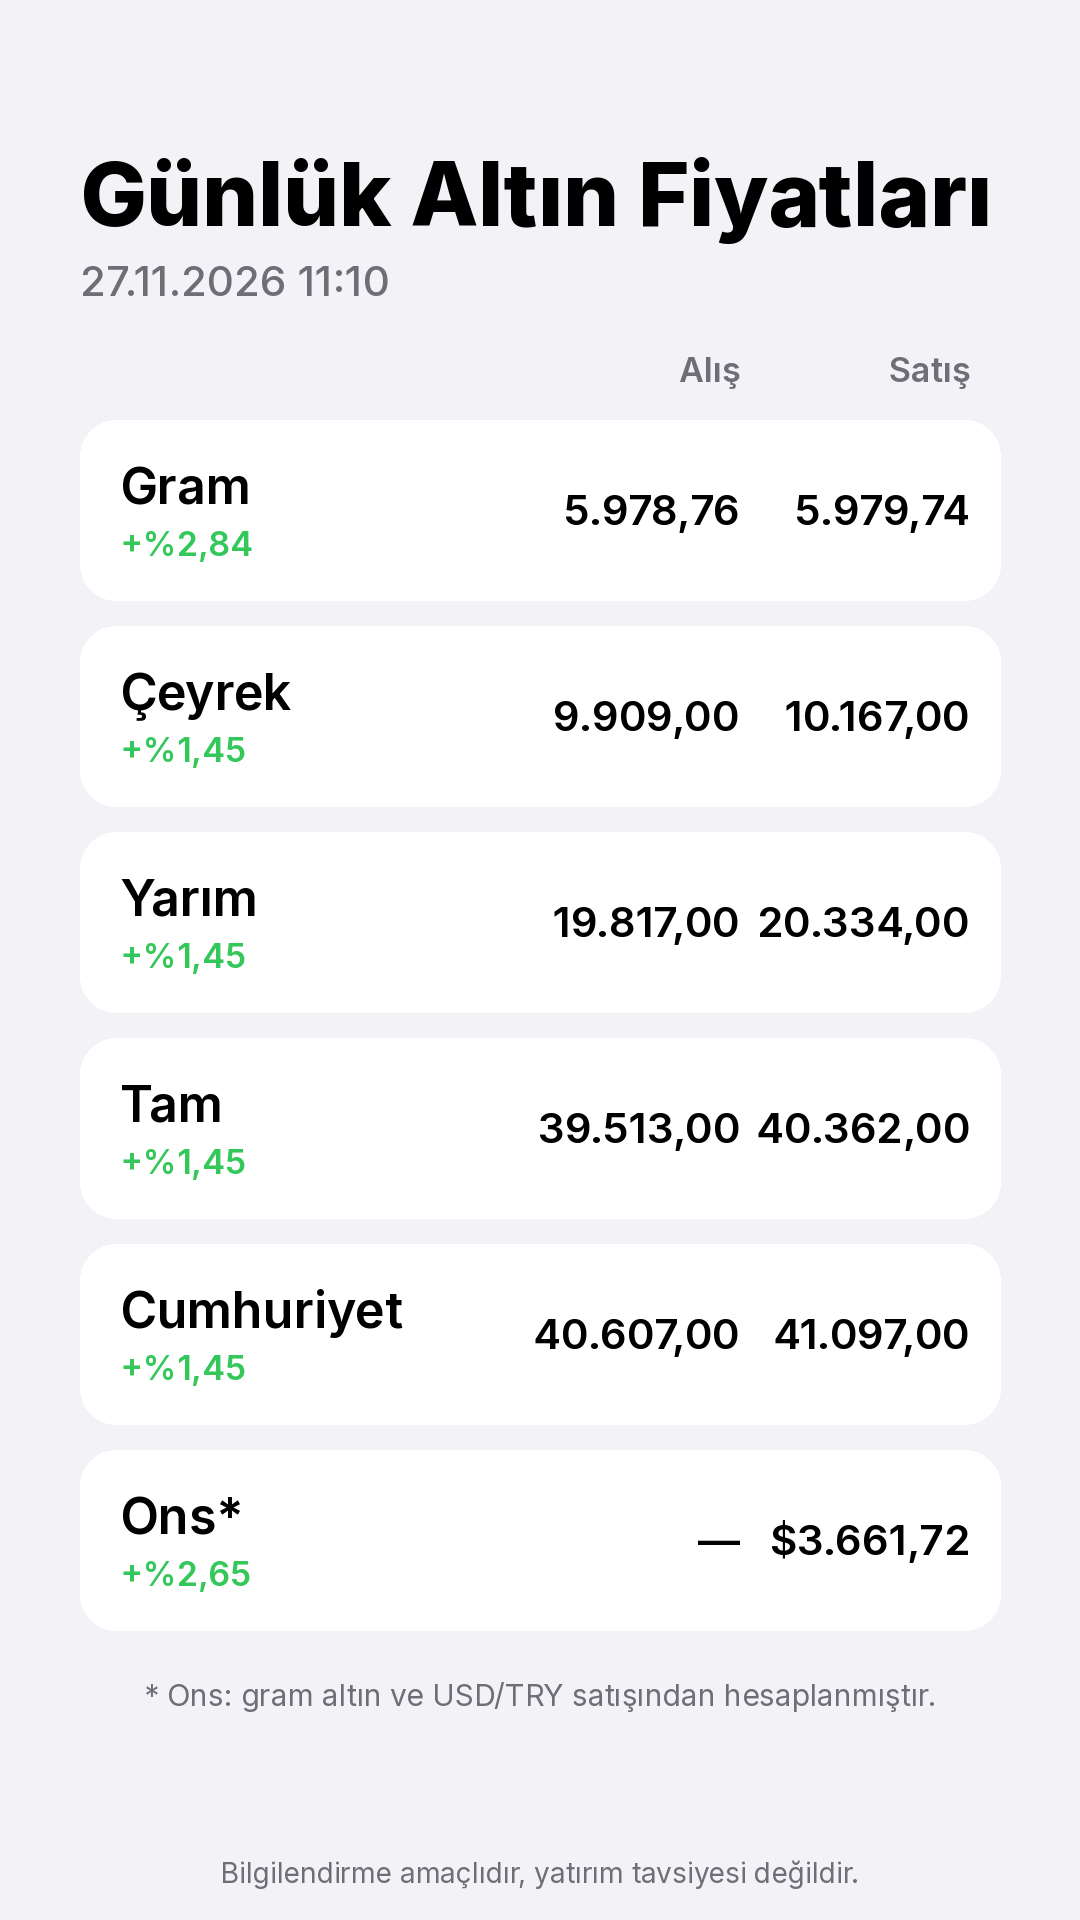 Günlük Altın Fiyatları
27.11.2026 11:10
Alış Satış
Gram
+%2,84
5.978,76 5.979,74
Çeyrek
+%1,45
9.909,00 10.167,00
Yarım
+%1,45
19.817,00 20.334,00
Tam
+%1,45
39.513,00 40.362,00
Cumhuriyet
+%1,45
40.607,00 41.097,00
Ons*
+%2,65
— $3.661,72
* Ons: gram altın ve USD/TRY satışından hesaplanmıştır.
Bilgilendirme amaçlıdır, yatırım tavsiyesi değildir.